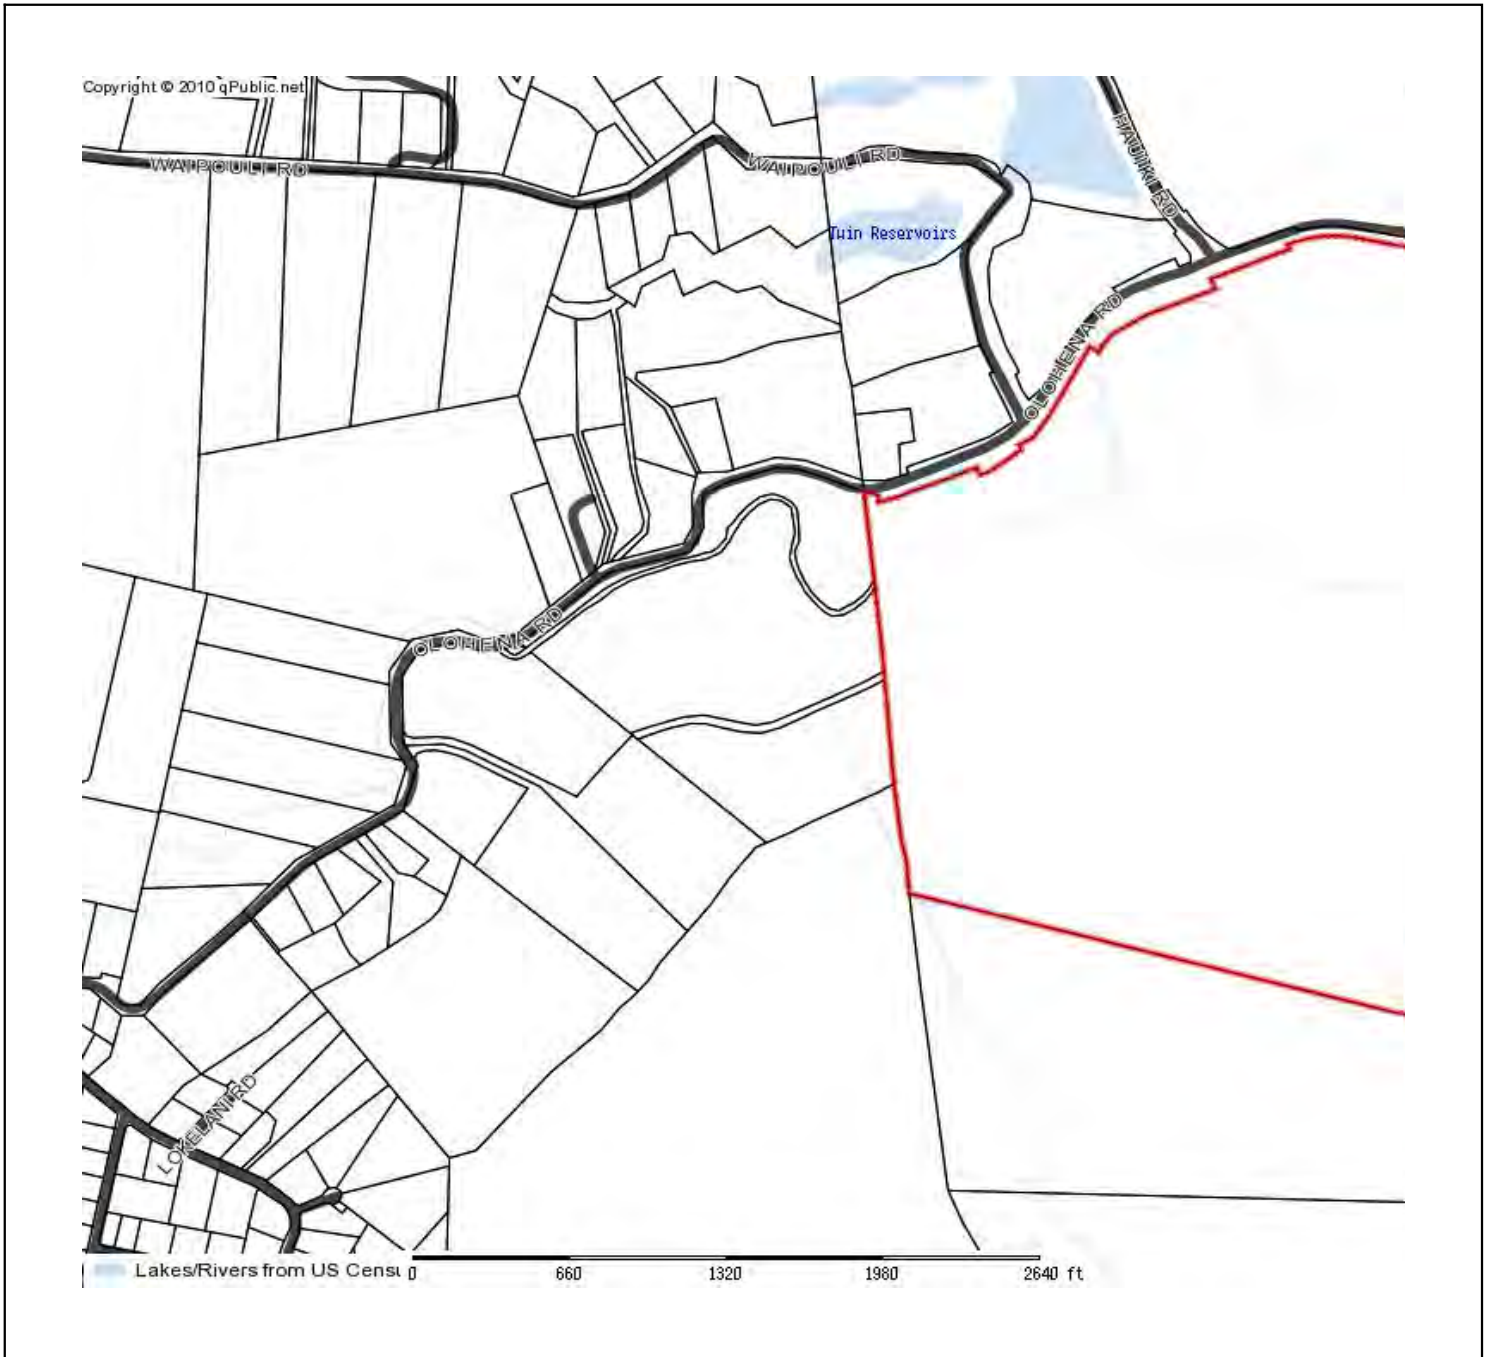 Copyright © 2010 qPublic.net
WAIPOULI RD
WAIPOULI RD
HAUIKI RD
Twin Reservoirs
OLOHENA RD
OLOHENA RD
LOKELANI RD
Lakes/Rivers from US Censu
0 660 1320 1980 2640 ft